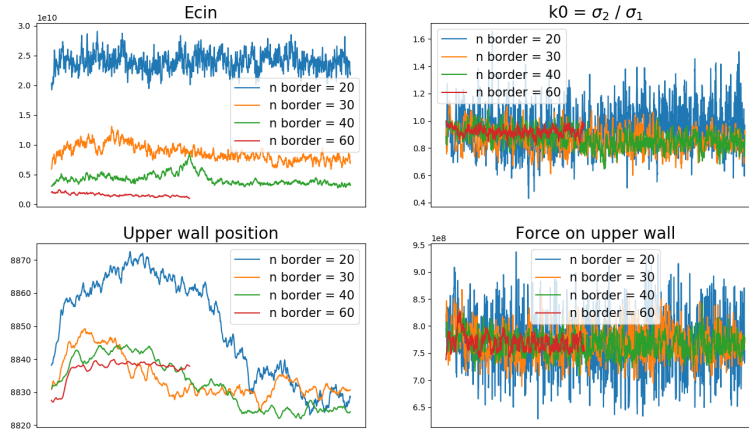 Ecin
1e10
3.0
2.5
2.0
1.5
1.0
0.5
0.0
n border = 20
n border = 30
n border = 40
n border = 60
k0 = σ2 / σ1
1.6
1.4
1.2
1.0
0.8
0.6
0.4
n border = 20
n border = 30
n border = 40
n border = 60
Upper wall position
8870
8860
8850
8840
8830
8820
n border = 20
n border = 30
n border = 40
n border = 60
Force on upper wall
1e8
9.5
9.0
8.5
8.0
7.5
7.0
6.5
n border = 20
n border = 30
n border = 40
n border = 60